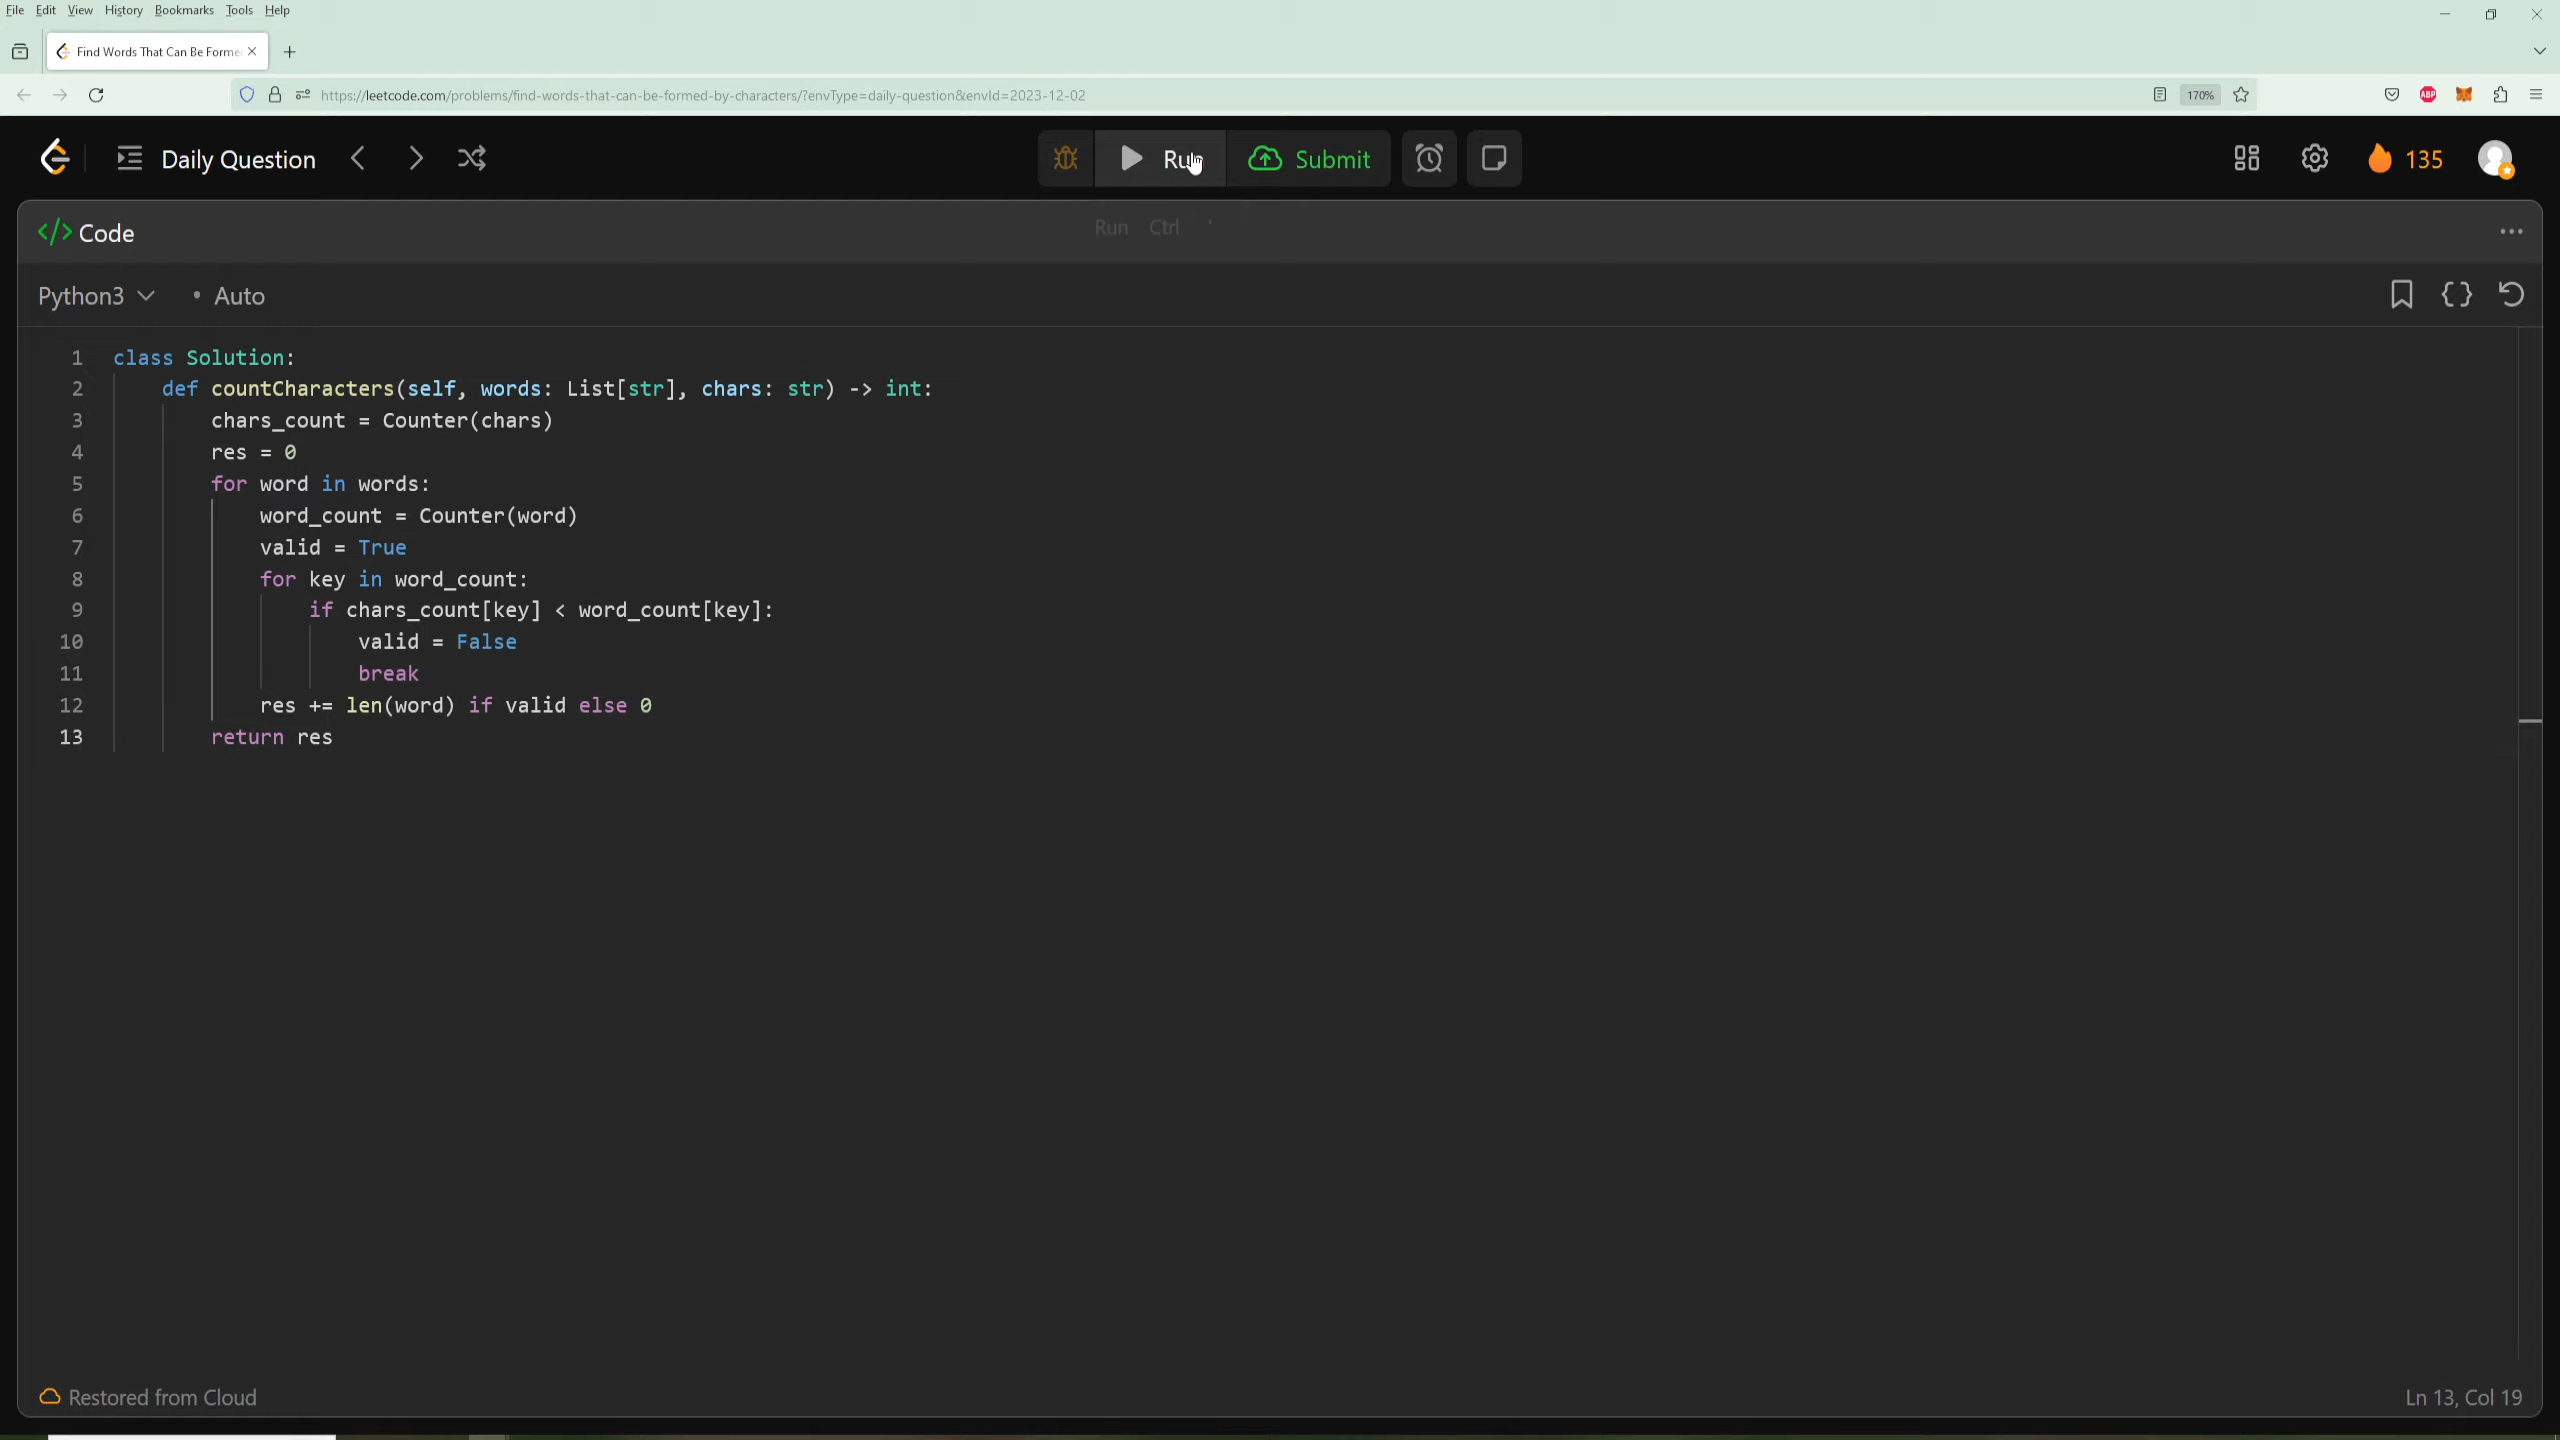 File Edit View History Bookmarks Tools Help
Find Words That Can Be Forme
https://leetcode.com/problems/find-words-that-can-be-formed-by-characters/?envType=daily-question&envId=2023-12-02
170%
ABP
Daily Question
Run
Submit
135
Run Ctrl '
</> Code
Python3 • Auto
1 class Solution:
2 def countCharacters(self, words: List[str], chars: str) -> int:
3 chars_count = Counter(chars)
4 res = 0
5 for word in words:
6 word_count = Counter(word)
7 valid = True
8 for key in word_count:
9 if chars_count[key] < word_count[key]:
10 valid = False
11 break
12 res += len(word) if valid else 0
13 return res
Restored from Cloud
Ln 13, Col 19